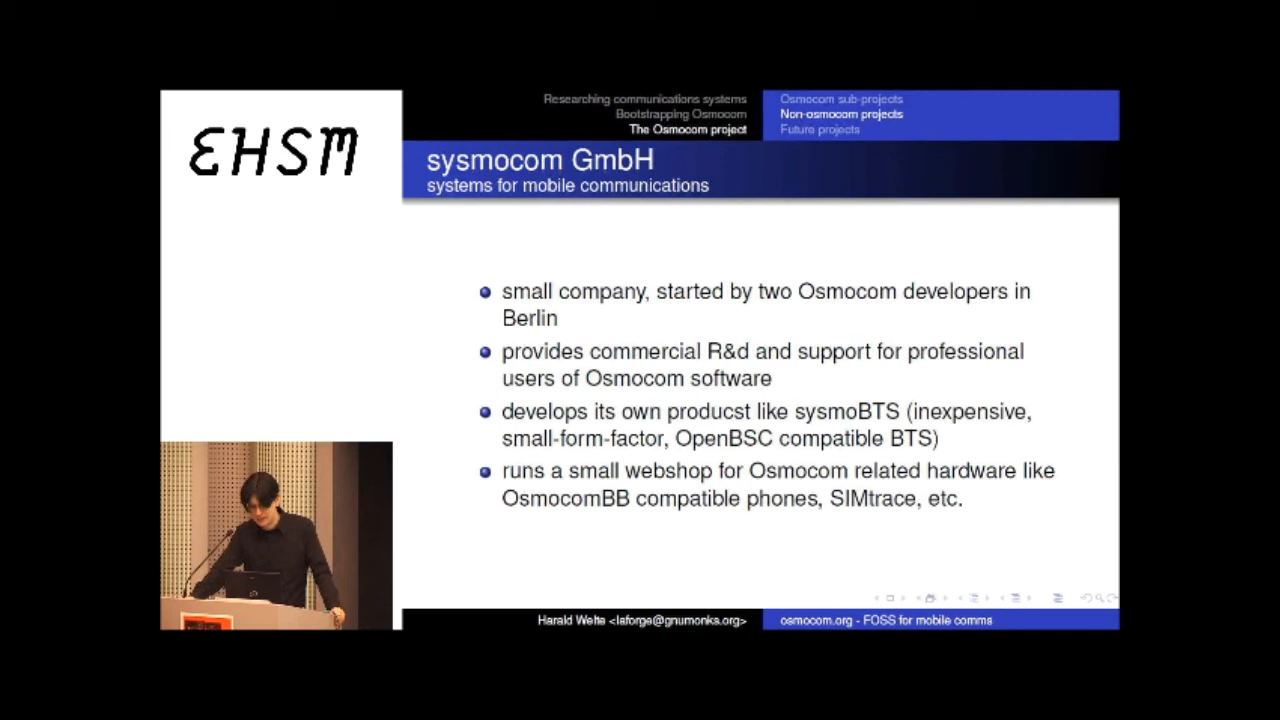 EHSM
Researching communications systems
Bootstrapping Osmocom
The Osmocom project
Osmocom sub-projects
Non-osmocom projects
Future projects
sysmocom GmbH
systems for mobile communications
small company, started by two Osmocom developers in
Berlin
provides commercial R&d and support for professional
users of Osmocom software
develops its own producst like sysmoBTS (inexpensive,
small-form-factor, OpenBSC compatible BTS)
runs a small webshop for Osmocom related hardware like
OsmocomBB compatible phones, SIMtrace, etc.
Harald Welte <laforge@gnumonks.org>
osmocom.org - FOSS for mobile comms